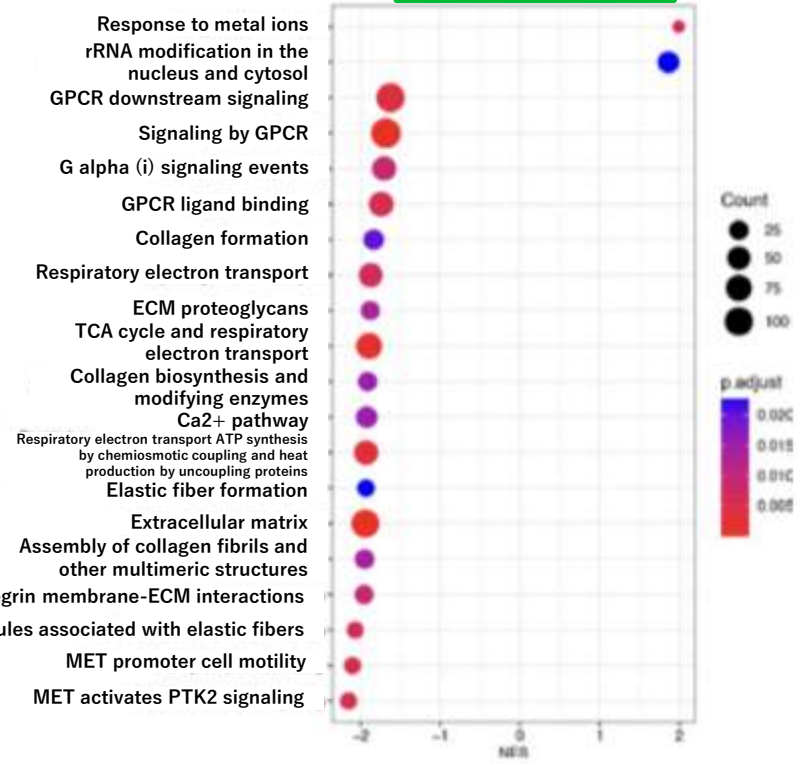 Response to metal ions
rRNA modification in the
nucleus and cytosol
GPCR downstream signaling
Signaling by GPCR
G alpha (i) signaling events
GPCR ligand binding
Collagen formation
Respiratory electron transport
ECM proteoglycans
TCA cycle and respiratory
electron transport
Collagen biosynthesis and
modifying enzymes
Ca2+ pathway
Respiratory electron transport ATP synthesis
by chemiosmotic coupling and heat
production by uncoupling proteins
Elastic fiber formation
Extracellular matrix
Assembly of collagen fibrils and
other multimeric structures
egrin membrane-ECM interactions
ules associated with elastic fibers
MET promoter cell motility
MET activates PTK2 signaling
-2 -1 0 1 2
NES
Count
25
50
75
100
p.adjust
0.020
0.015
0.010
0.005